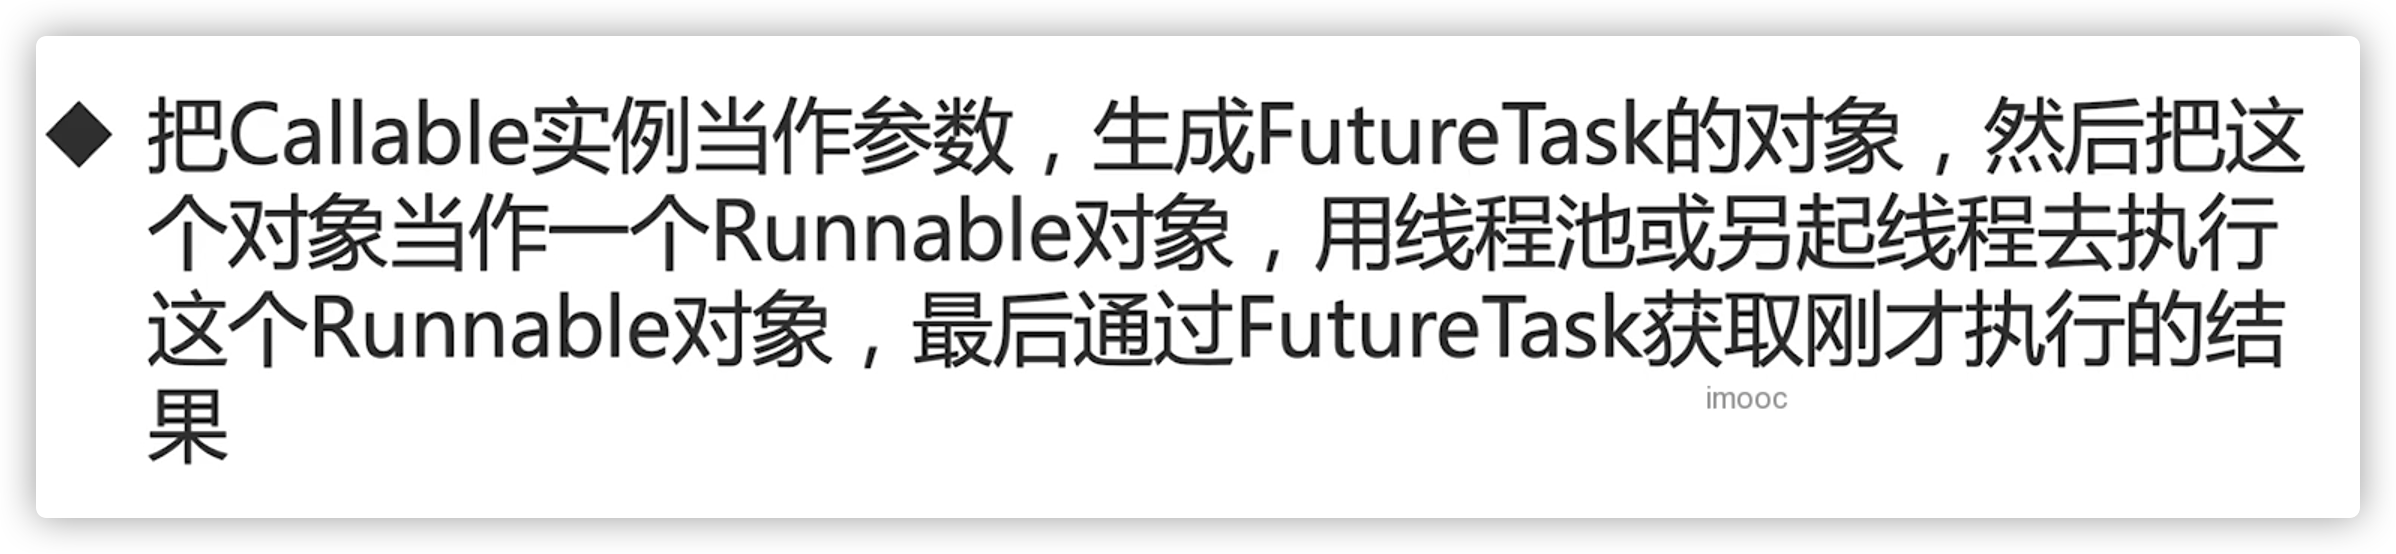 ◆ 把Callable实例当作参数，生成FutureTask的对象，然后把这
个对象当作一个Runnable对象，用线程池或另起线程去执行
这个Runnable对象，最后通过FutureTask获取刚才执行的结
果
imooc